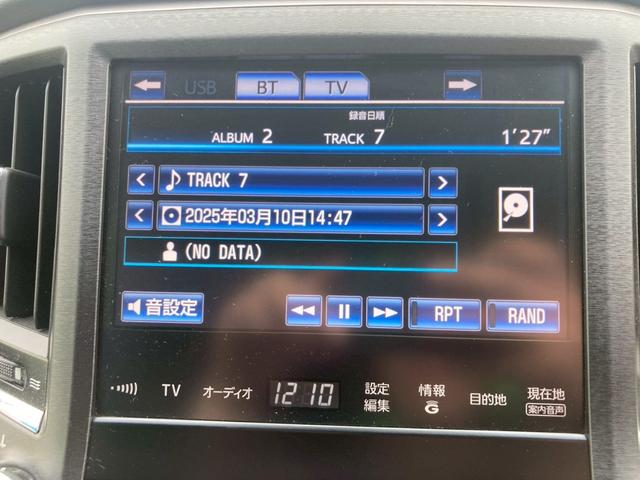 USB BT TV
録音日順
ALBUM 2 TRACK 7 1'27"
TRACK 7
2025年03月10日14:47
(NO DATA)
音設定 RPT RAND
TV オーディオ 12:10 設定編集 情報G 目的地 現在地
案内音声